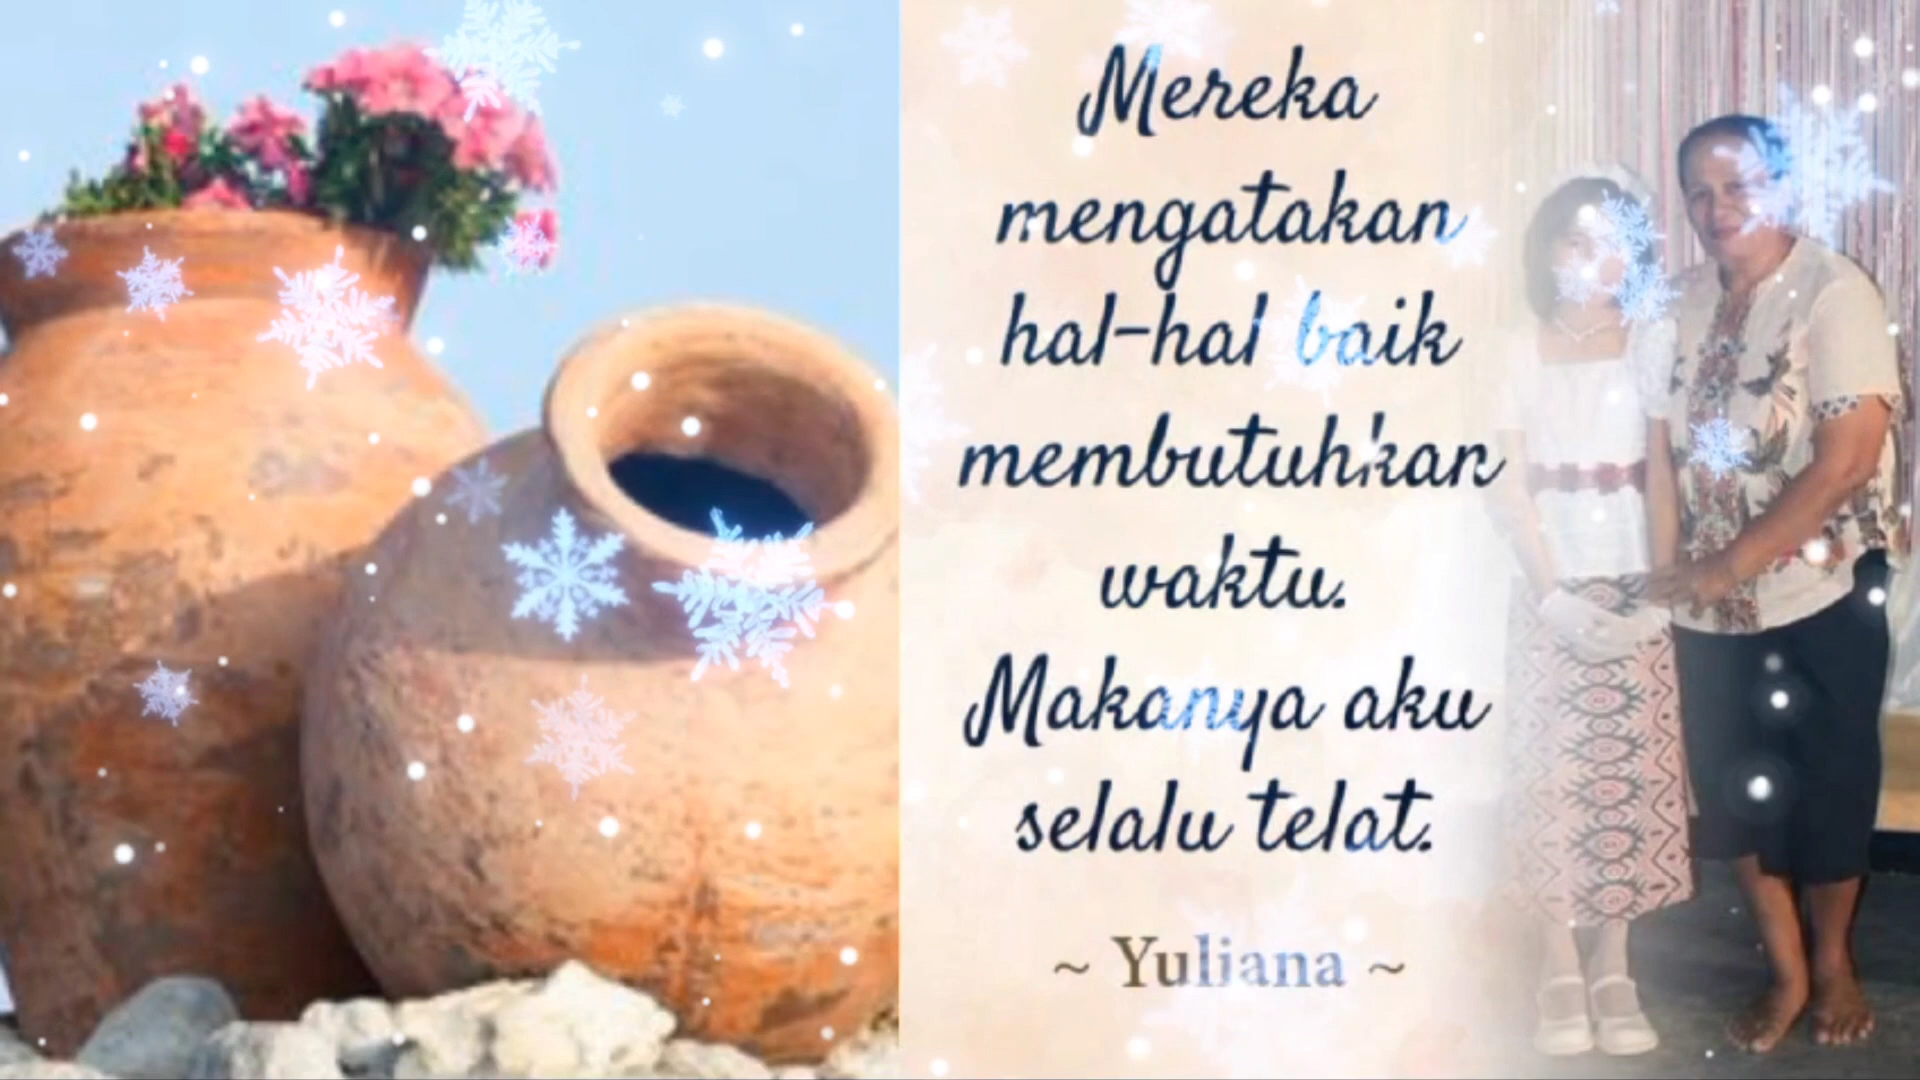 Mereka
mengatakan
hal-hal baik
membutuhkan
waktu.
Makanya aku
selalu telat.
~ Yuliana ~